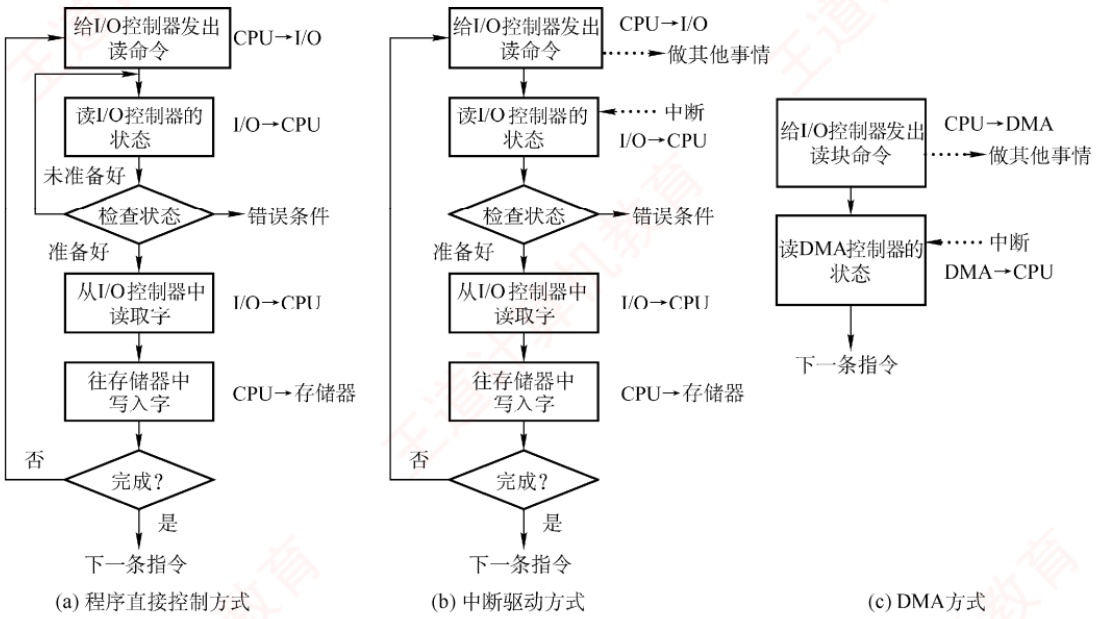 给I/O控制器发出
读命令
CPU→I/O
读I/O控制器的
状态
I/O→CPU
未准备好
检查状态
错误条件
准备好
从I/O控制器中
读取字
I/O→CPU
往存储器中
写入字
CPU→存储器
否
完成?
是
下一条指令
(a) 程序直接控制方式
给I/O控制器发出
读命令
CPU→I/O
做其他事情
读I/O控制器的
状态
中断
I/O→CPU
检查状态
错误条件
准备好
从I/O控制器中
读取字
I/O→CPU
往存储器中
写入字
CPU→存储器
否
完成?
是
下一条指令
(b) 中断驱动方式
给I/O控制器发出
读块命令
CPU→DMA
做其他事情
读DMA控制器的
状态
中断
DMA→CPU
下一条指令
(c) DMA方式
王道计算机教育